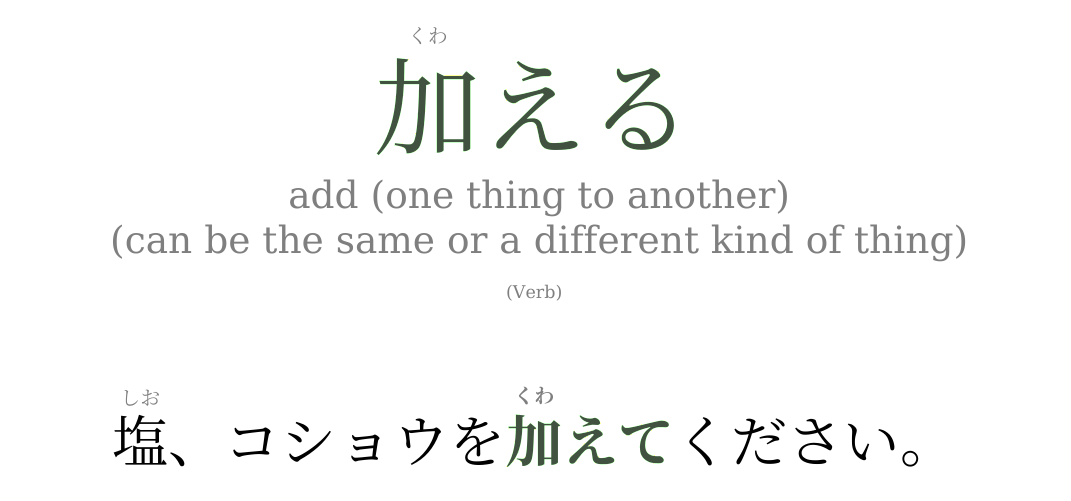 くわ
加える
add (one thing to another)
(can be the same or a different kind of thing)
(Verb)
しお くわ
塩、コショウを加えてください。